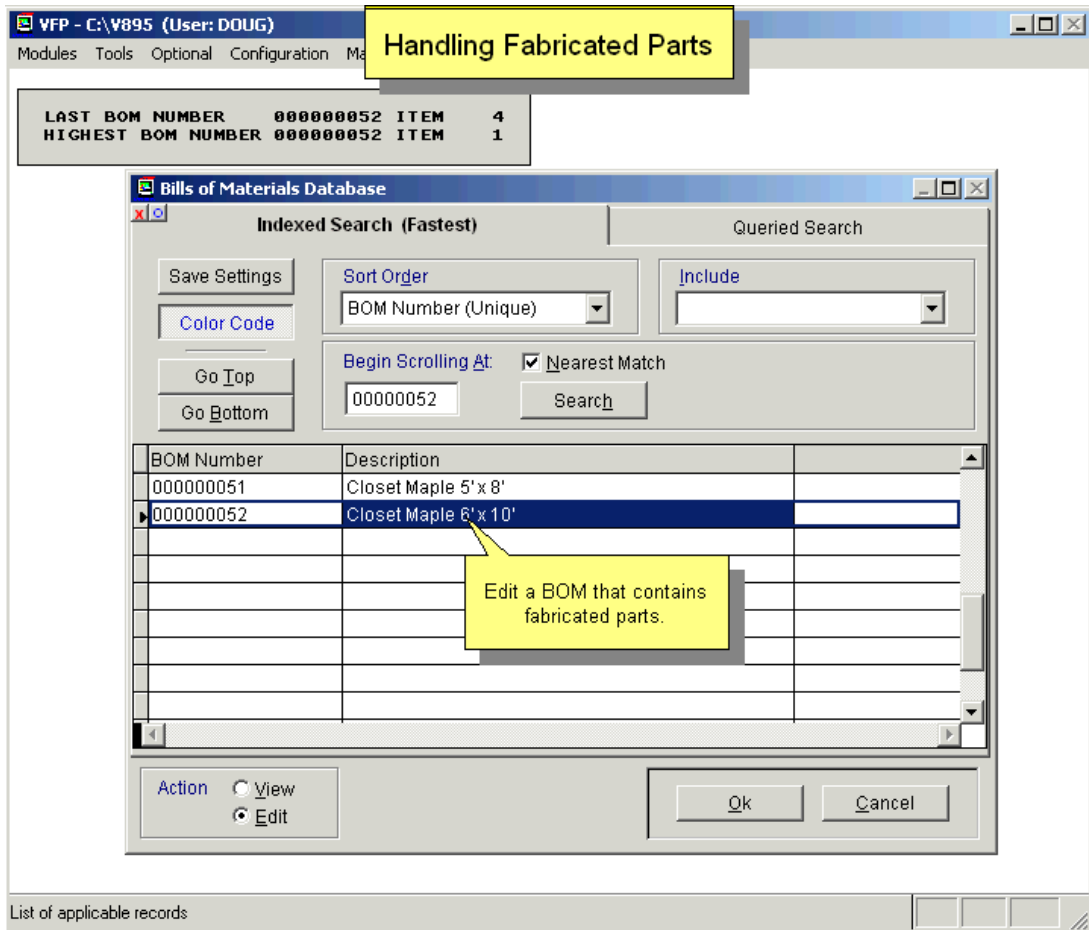 VFP - C:\V895 (User: DOUG)
Handling Fabricated Parts
Modules Tools Optional Configuration
LAST BOM NUMBER 000000052 ITEM 4
HIGHEST BOM NUMBER 000000052 ITEM 1
Bills of Materials Database
Indexed Search (Fastest)
Queried Search
Save Settings
Color Code
Go Top
Go Bottom
Sort Order
BOM Number (Unique)
Include
Begin Scrolling At:
Nearest Match
00000052
Search
BOM Number Description
000000051 Closet Maple 5' x 8'
000000052 Closet Maple 6' x 10'
Edit a BOM that contains
fabricated parts.
Action
View
Edit
Ok
Cancel
List of applicable records